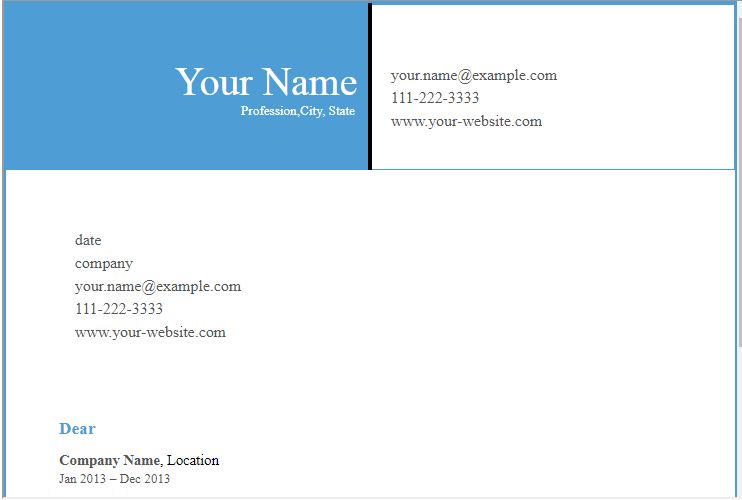 Your Name
Profession,City, State
your.name@example.com
111-222-3333
www.your-website.com
date
company
your.name@example.com
111-222-3333
www.your-website.com
Dear
Company Name, Location
Jan 2013 – Dec 2013